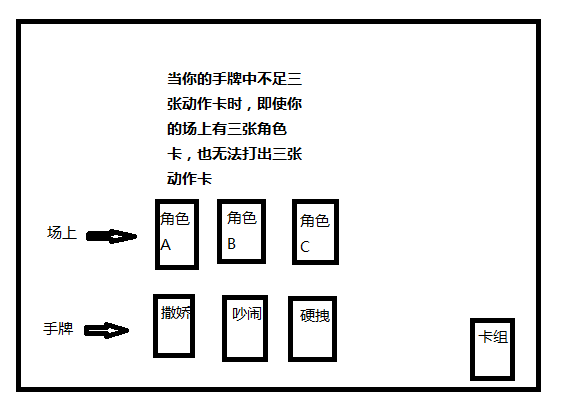 当你的手牌中不足三
张动作卡时，即使你
的场上有三张角色
卡，也无法打出三张
动作卡
场上
角色
A
角色
B
角色
C
手牌
撒娇
吵闹
硬拽
卡组